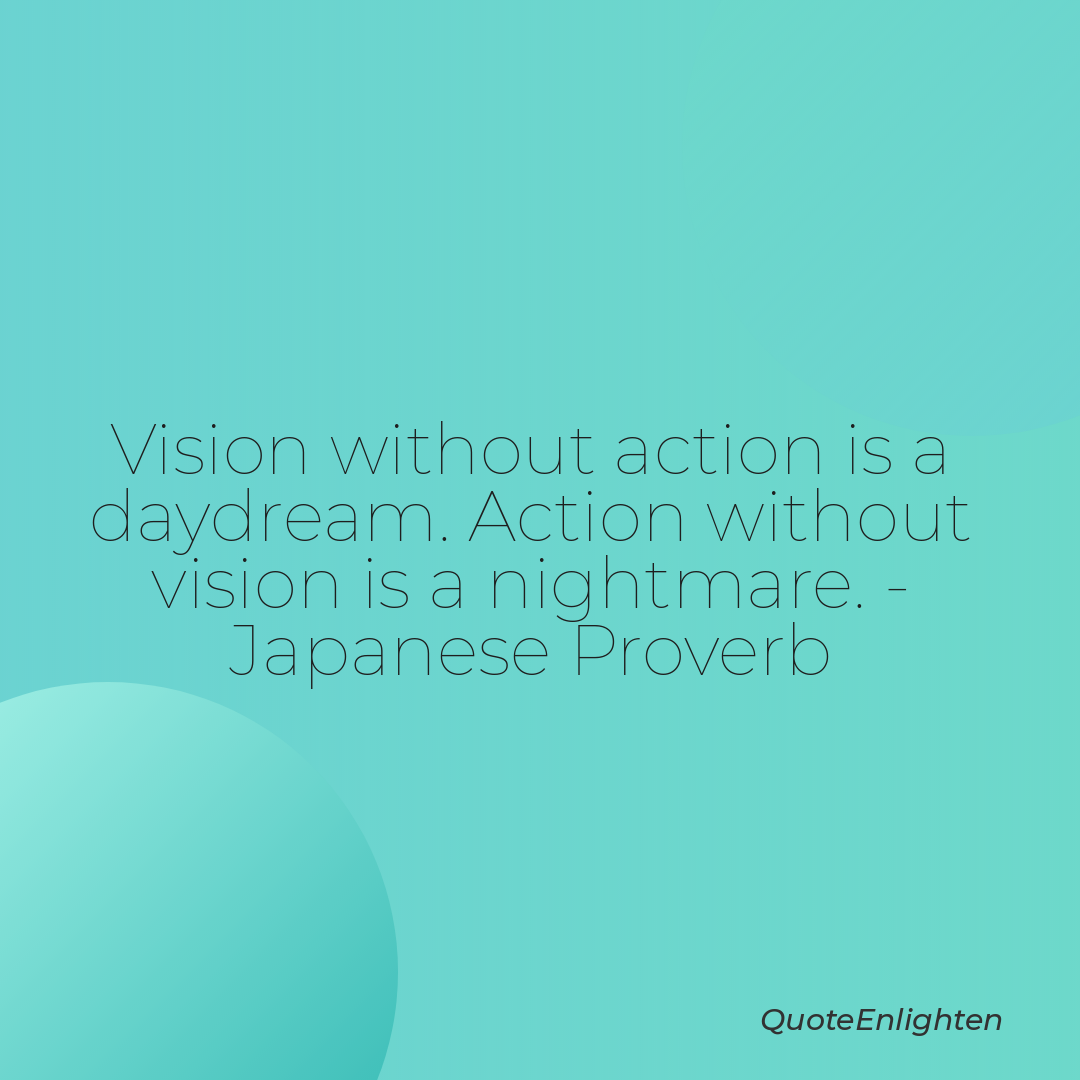 Vision without action is a
daydream. Action without
vision is a nightmare. -
Japanese Proverb
QuoteEnlighten